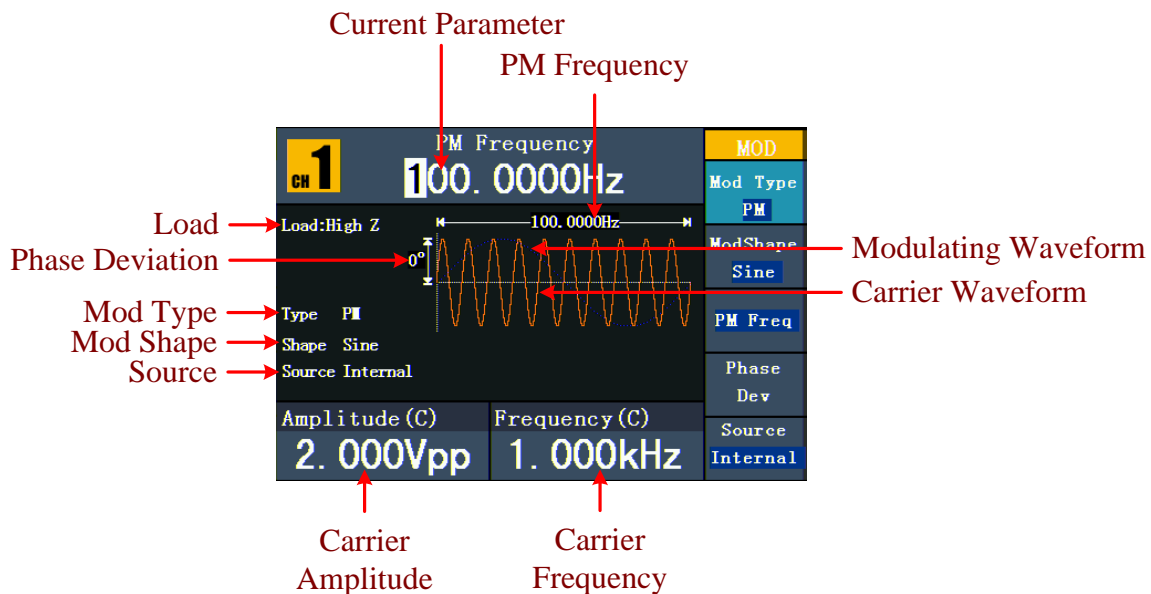 Current Parameter
PM Frequency
CH 1
PM Frequency
100.0000Hz
MOD
Mod Type
PM
ModShape
Sine
PM Freq
Phase
Dev
Source
Internal
Load
Load:High Z
100.0000Hz
Phase Deviation
0°
Modulating Waveform
Carrier Waveform
Mod Type
Type PM
Mod Shape
Shape Sine
Source
Source Internal
Amplitude(C)
2.000Vpp
Frequency(C)
1.000kHz
Carrier
Amplitude
Carrier
Frequency